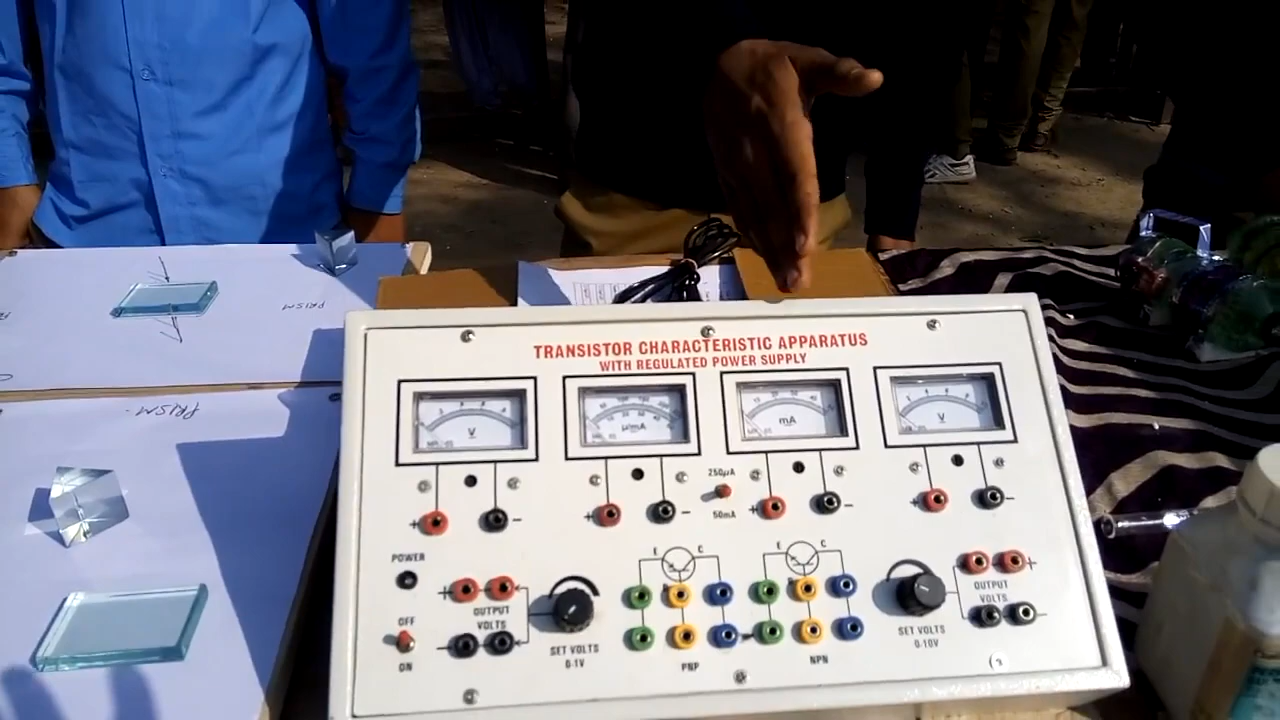 PRISM
PRISM-
TRANSISTOR CHARACTERISTIC APPARATUS
WITH REGULATED POWER SUPPLY
V
µ/mA
mA
V
250µA
+ -
+ -
50mA
+ -
+ -
POWER
OFF
ON
+
OUTPUT
VOLTS
-
SET VOLTS
0-1V
E C
PNP
E C
NPN
SET VOLTS
0-10V
+
OUTPUT
VOLTS
-